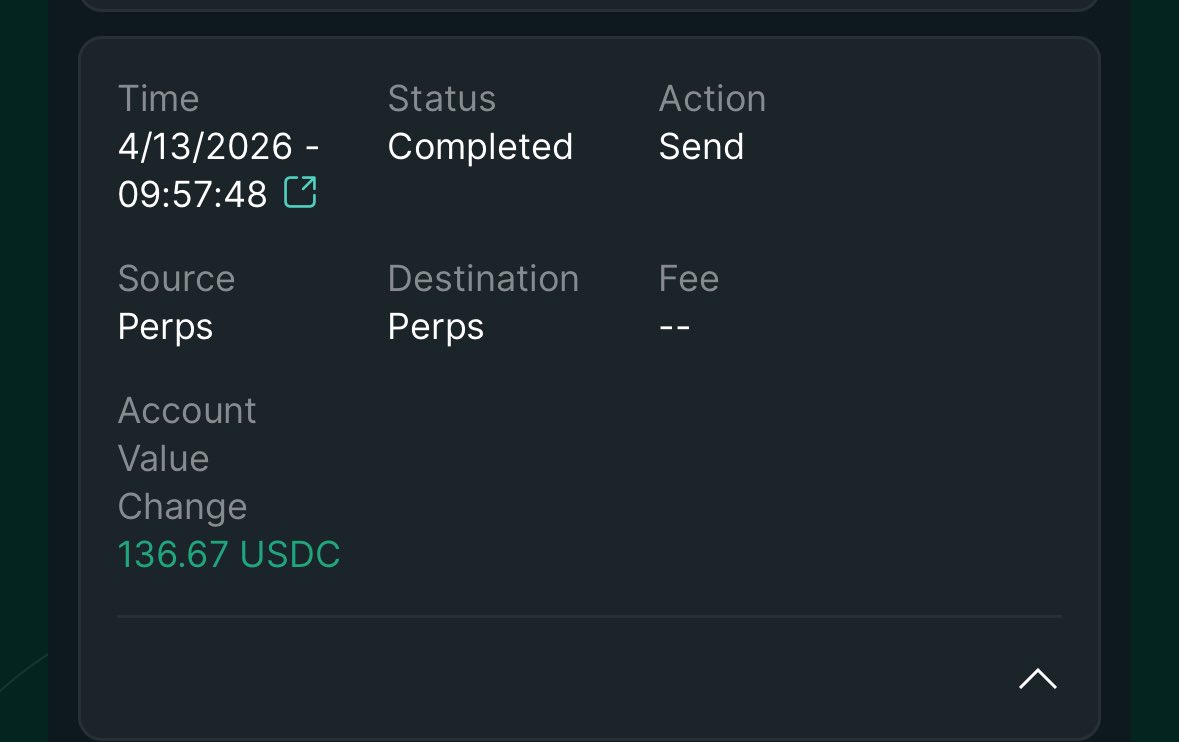 Time
4/13/2026 -
09:57:48
Status
Completed
Action
Send
Source
Perps
Destination
Perps
Fee
--
Account
Value
Change
136.67 USDC